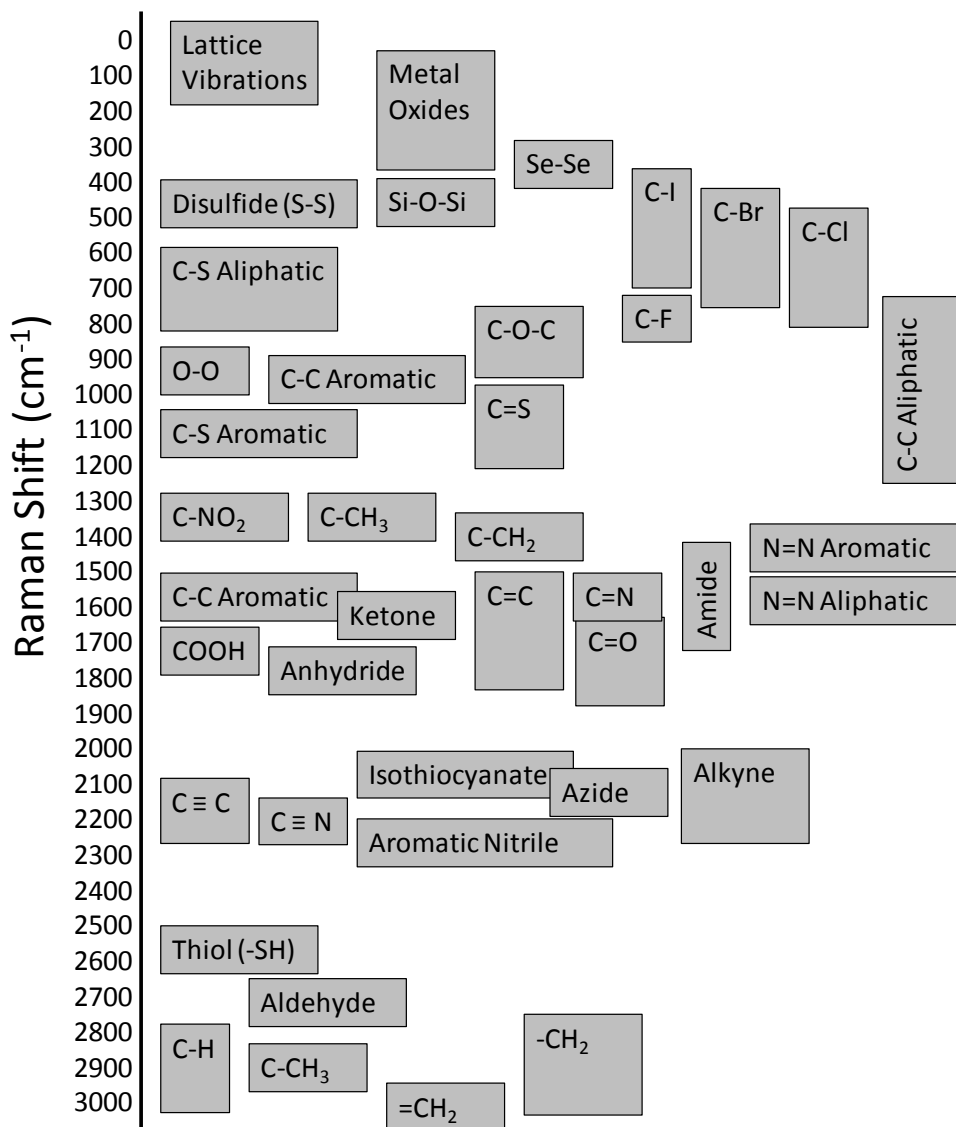 Raman Shift (cm⁻¹)
0
100
200
300
400
500
600
700
800
900
1000
1100
1200
1300
1400
1500
1600
1700
1800
1900
2000
2100
2200
2300
2400
2500
2600
2700
2800
2900
3000
Lattice
Vibrations
Metal
Oxides
Se-Se
Disulfide (S-S)
Si-O-Si
C-I
C-Br
C-Cl
C-S Aliphatic
C-F
C-O-C
C-C Aliphatic
O-O
C-C Aromatic
C=S
C-S Aromatic
C-NO₂
C-CH₃
C-CH₂
N=N Aromatic
Amide
C-C Aromatic
Ketone
C=C
C=N
N=N Aliphatic
COOH
Anhydride
C=O
Isothiocyanate
Azide
Alkyne
C ≡ C
C ≡ N
Aromatic Nitrile
Thiol (-SH)
Aldehyde
C-H
C-CH₃
-CH₂
=CH₂